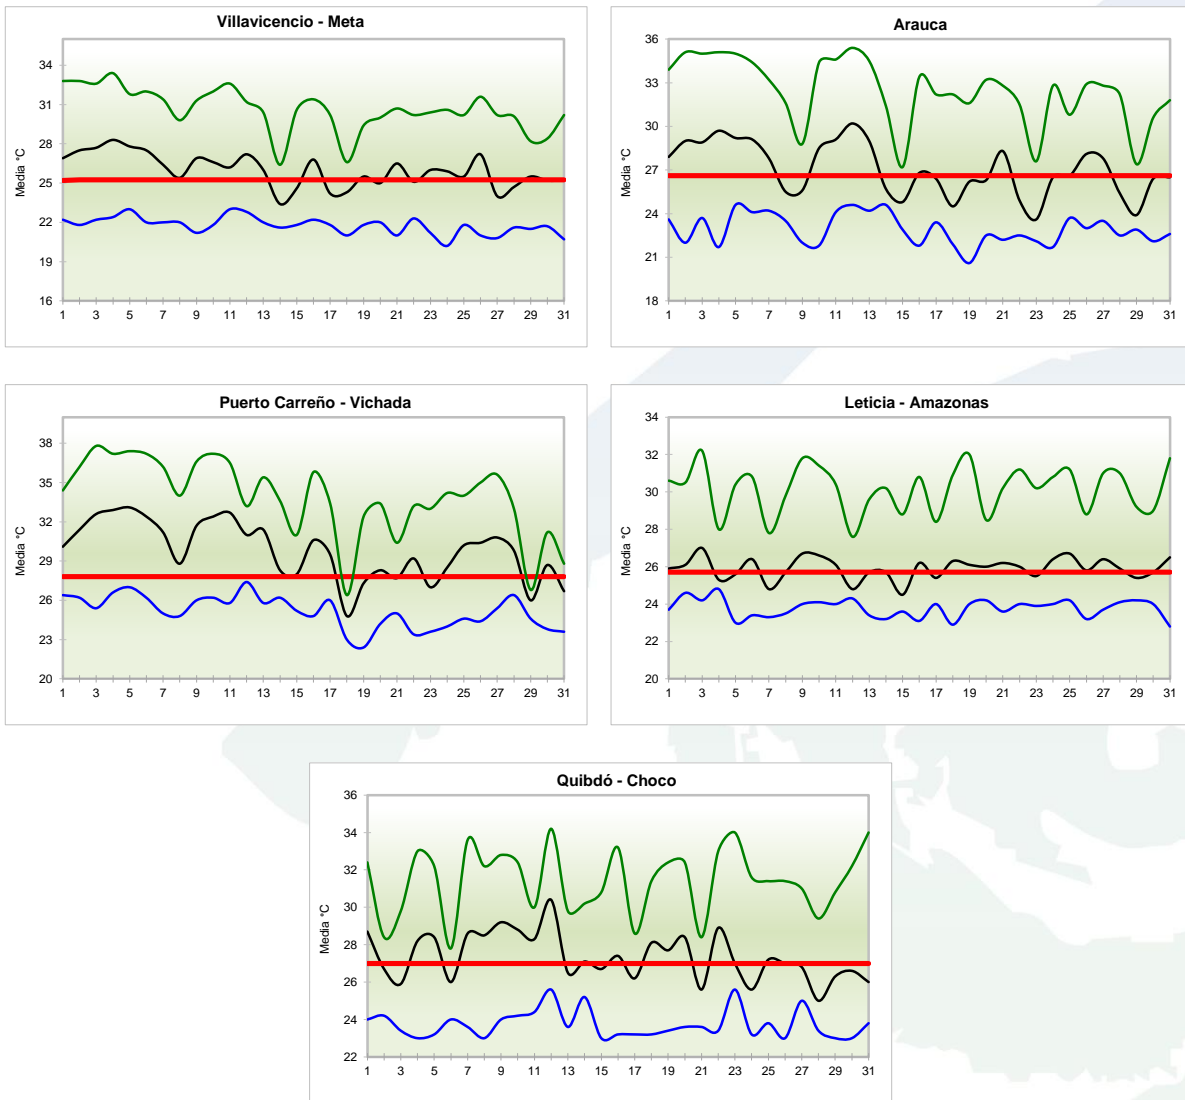 Villavicencio - Meta
Media °C
34
31
28
25
22
19
16
1 3 5 7 9 11 13 15 17 19 21 23 25 27 29 31
Arauca
Media °C
36
33
30
27
24
21
18
1 3 5 7 9 11 13 15 17 19 21 23 25 27 29 31
Puerto Carreño - Vichada
Media °C
38
35
32
29
26
23
20
1 3 5 7 9 11 13 15 17 19 21 23 25 27 29 31
Leticia - Amazonas
Media °C
34
32
30
28
26
24
22
20
1 3 5 7 9 11 13 15 17 19 21 23 25 27 29 31
Quibdó - Choco
Media °C
36
34
32
30
28
26
24
22
1 3 5 7 9 11 13 15 17 19 21 23 25 27 29 31